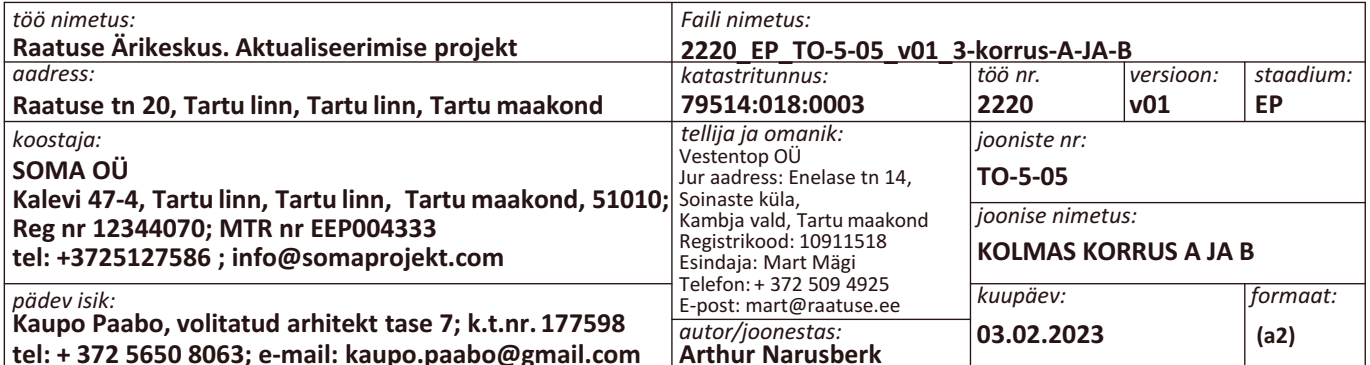 töö nimetus:
Raatuse Ärikeskus. Aktualiseerimise projekt
Faili nimetus:
2220_EP_TO-5-05_v01_3-korrus-A-JA-B
aadress:
Raatuse tn 20, Tartu linn, Tartu linn, Tartu maakond
katastritunnus:
79514:018:0003
töö nr.
2220
versioon:
v01
staadium:
EP
koostaja:
SOMA OÜ
Kalevi 47-4, Tartu linn, Tartu linn, Tartu maakond, 51010;
Reg nr 12344070; MTR nr EEP004333
tel: +3725127586 ; info@somaprojekt.com
tellija ja omanik:
Vestentop OÜ
Jur aadress: Enelase tn 14,
Soinaste küla,
Kambja vald, Tartu maakond
Registrikood: 10911518
Esindaja: Mart Mägi
Telefon: + 372 509 4925
E-post: mart@raatuse.ee
jooniste nr:
TO-5-05
joonise nimetus:
KOLMAS KORRUS A JA B
pädev isik:
Kaupo Paabo, volitatud arhitekt tase 7; k.t.nr. 177598
tel: + 372 5650 8063; e-mail: kaupo.paabo@gmail.com
autor/joonestas:
Arthur Narusberk
kuupäev:
03.02.2023
formaat:
(a2)